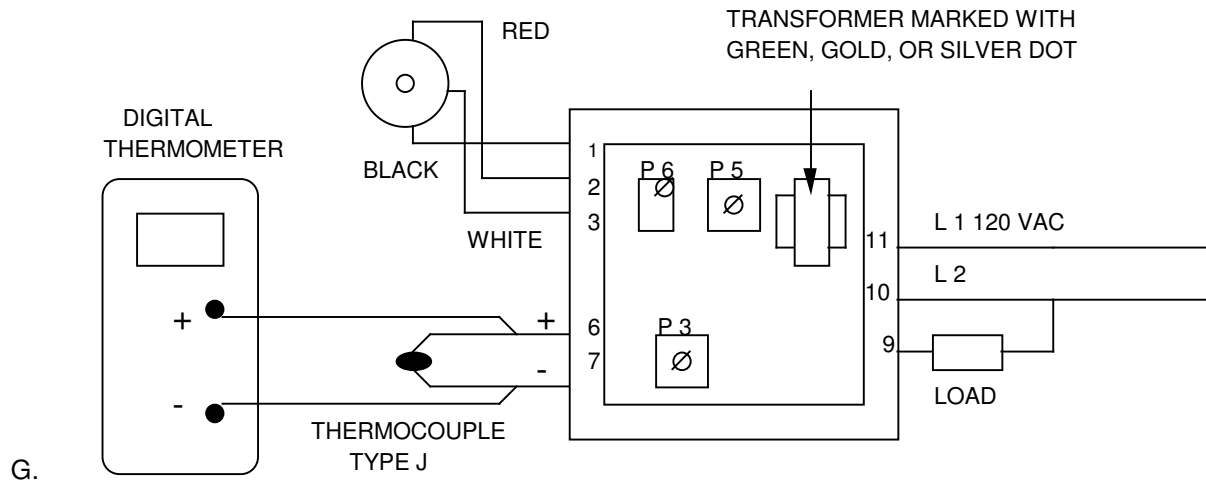 TRANSFORMER MARKED WITH
GREEN, GOLD, OR SILVER DOT
RED
DIGITAL
THERMOMETER
BLACK
WHITE
1
2
3
P 6
P 5
11
L 1 120 VAC
10
L 2
+
-
+
-
6
7
P 3
9
LOAD
THERMOCOUPLE
TYPE J
G.